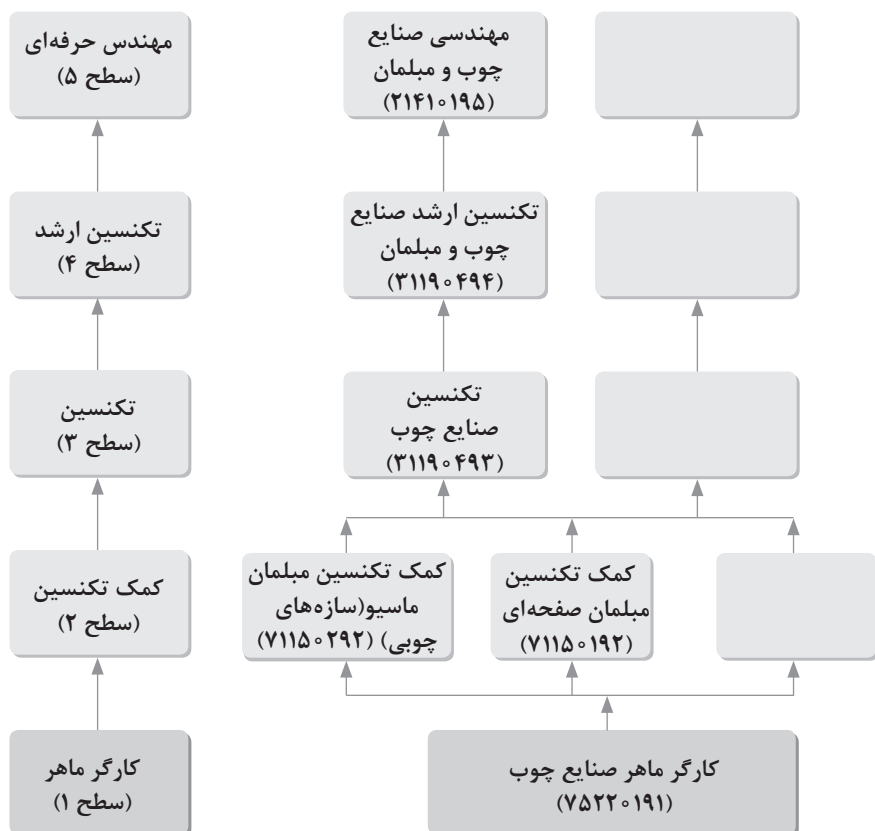 مهندس حرفه‌ای
(سطح ۵)
مهندسی صنایع
چوب و مبلمان
(۲۱۴۱۰۱۹۵)
تکنسین ارشد
(سطح ۴)
تکنسین ارشد صنایع
چوب و مبلمان
(۳۱۱۹۰۴۹۴)
تکنسین
(سطح ۳)
تکنسین
صنایع چوب
(۳۱۱۹۰۴۹۳)
کمک تکنسین
(سطح ۲)
کمک تکنسین مبلمان
ماسیو(سازه‌های
چوبی) (۷۱۱۵۰۲۹۲)
کمک تکنسین
مبلمان صفحه‌ای
(۷۱۱۵۰۱۹۲)
کارگر ماهر
(سطح ۱)
کارگر ماهر صنایع چوب
(۷۵۲۲۰۱۹۱)